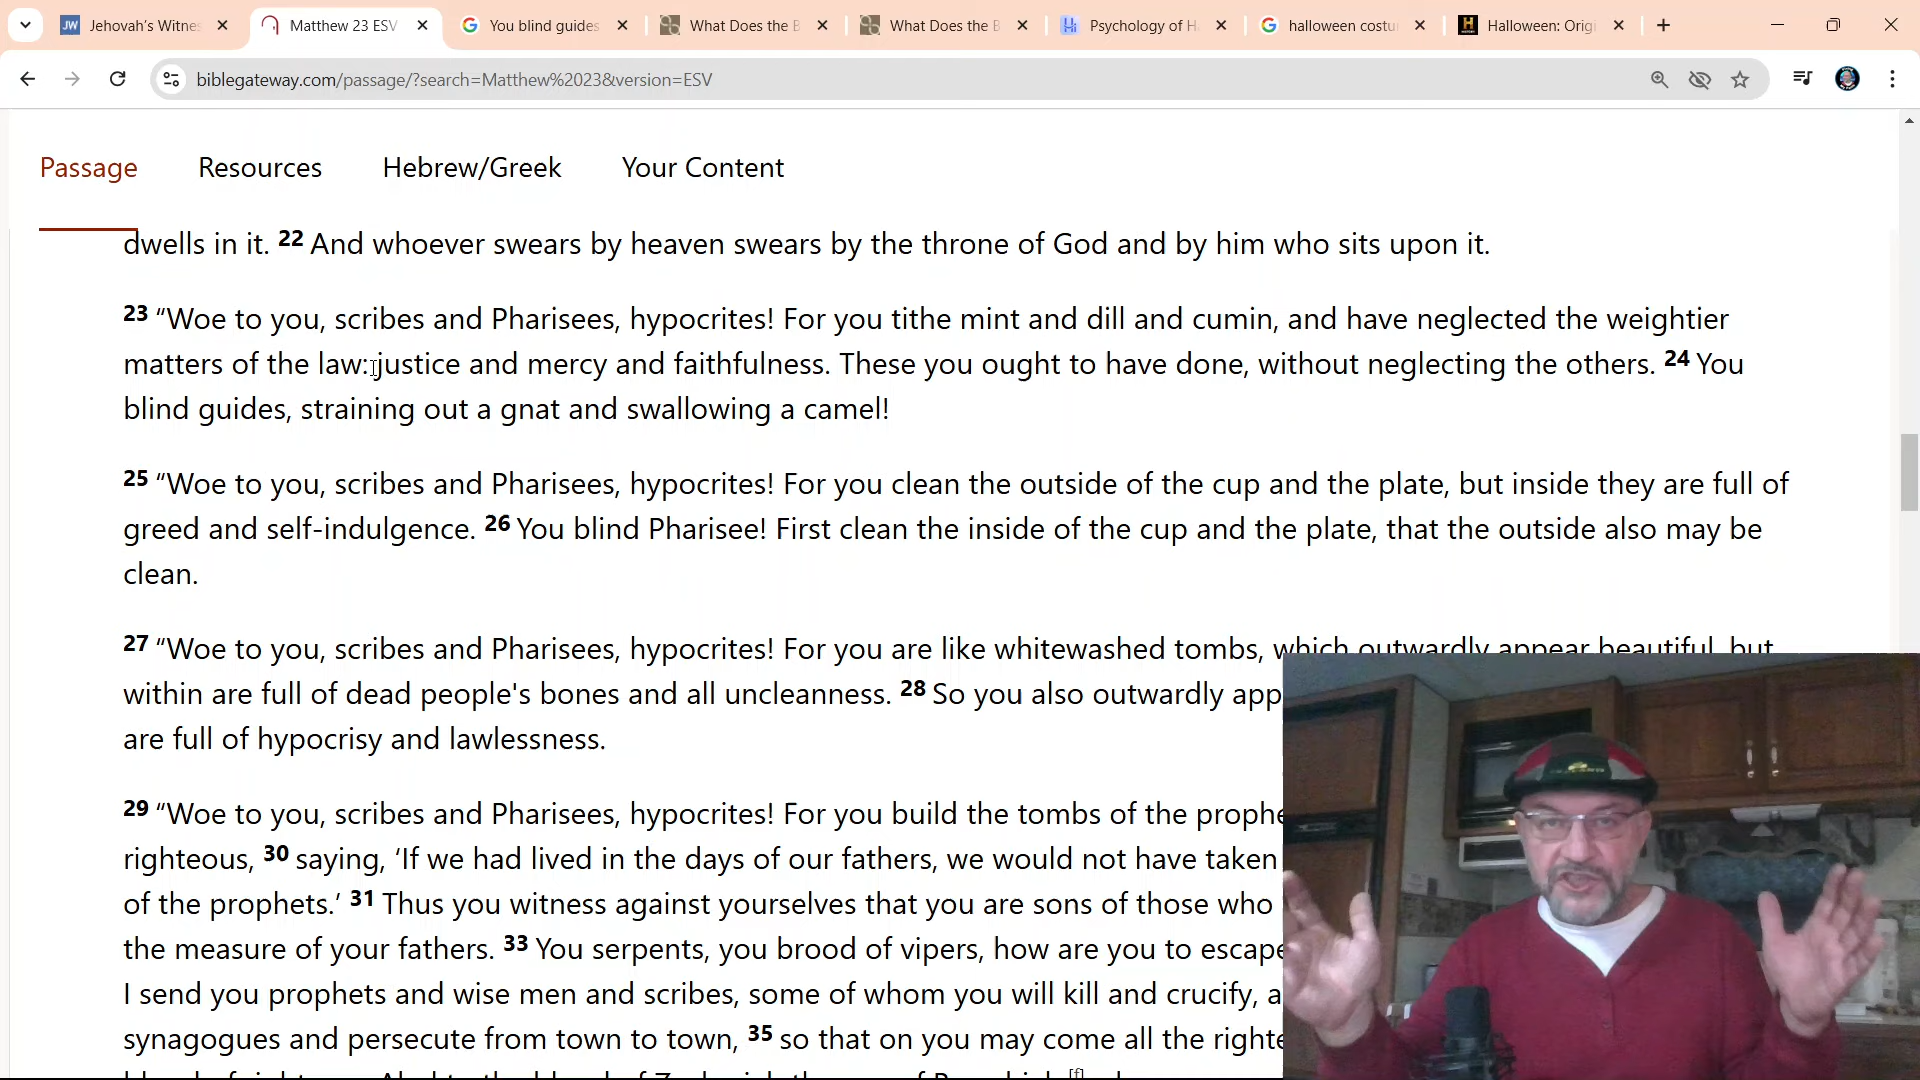 Jehovah's Witnes
Matthew 23 ESV
You blind guides
What Does the B
What Does the B
Psychology of H
halloween costu
Halloween: Orig
biblegateway.com/passage/?search=Matthew%2023&version=ESV
Passage
Resources
Hebrew/Greek
Your Content
dwells in it. 22 And whoever swears by heaven swears by the throne of God and by him who sits upon it.
23 “Woe to you, scribes and Pharisees, hypocrites! For you tithe mint and dill and cumin, and have neglected the weightier
matters of the law: justice and mercy and faithfulness. These you ought to have done, without neglecting the others. 24 You
blind guides, straining out a gnat and swallowing a camel!
25 “Woe to you, scribes and Pharisees, hypocrites! For you clean the outside of the cup and the plate, but inside they are full of
greed and self-indulgence. 26 You blind Pharisee! First clean the inside of the cup and the plate, that the outside also may be
clean.
27 “Woe to you, scribes and Pharisees, hypocrites! For you are like whitewashed tombs, which outwardly appear beautiful, but
within are full of dead people's bones and all uncleanness. 28 So you also outwardly app
are full of hypocrisy and lawlessness.
29 “Woe to you, scribes and Pharisees, hypocrites! For you build the tombs of the prophe
righteous, 30 saying, ‘If we had lived in the days of our fathers, we would not have taken
of the prophets.’ 31 Thus you witness against yourselves that you are sons of those who
the measure of your fathers. 33 You serpents, you brood of vipers, how are you to escape
I send you prophets and wise men and scribes, some of whom you will kill and crucify, a
synagogues and persecute from town to town, 35 so that on you may come all the righte